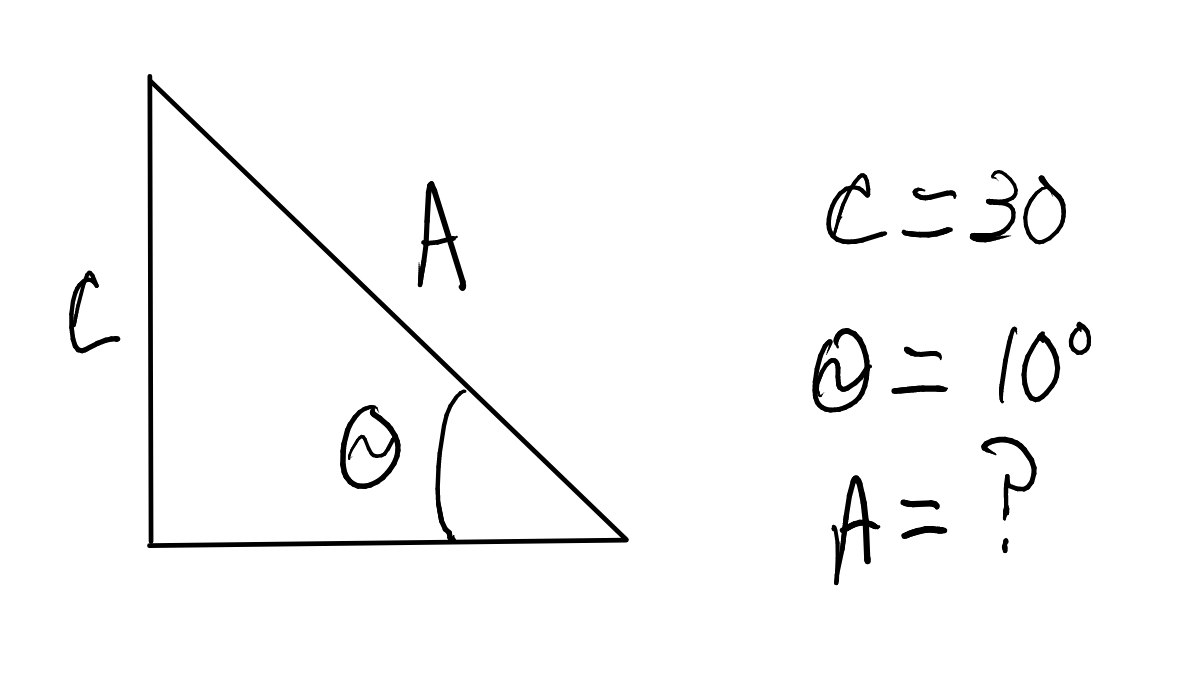 A
C
θ
C = 30
θ = 10°
A = ?